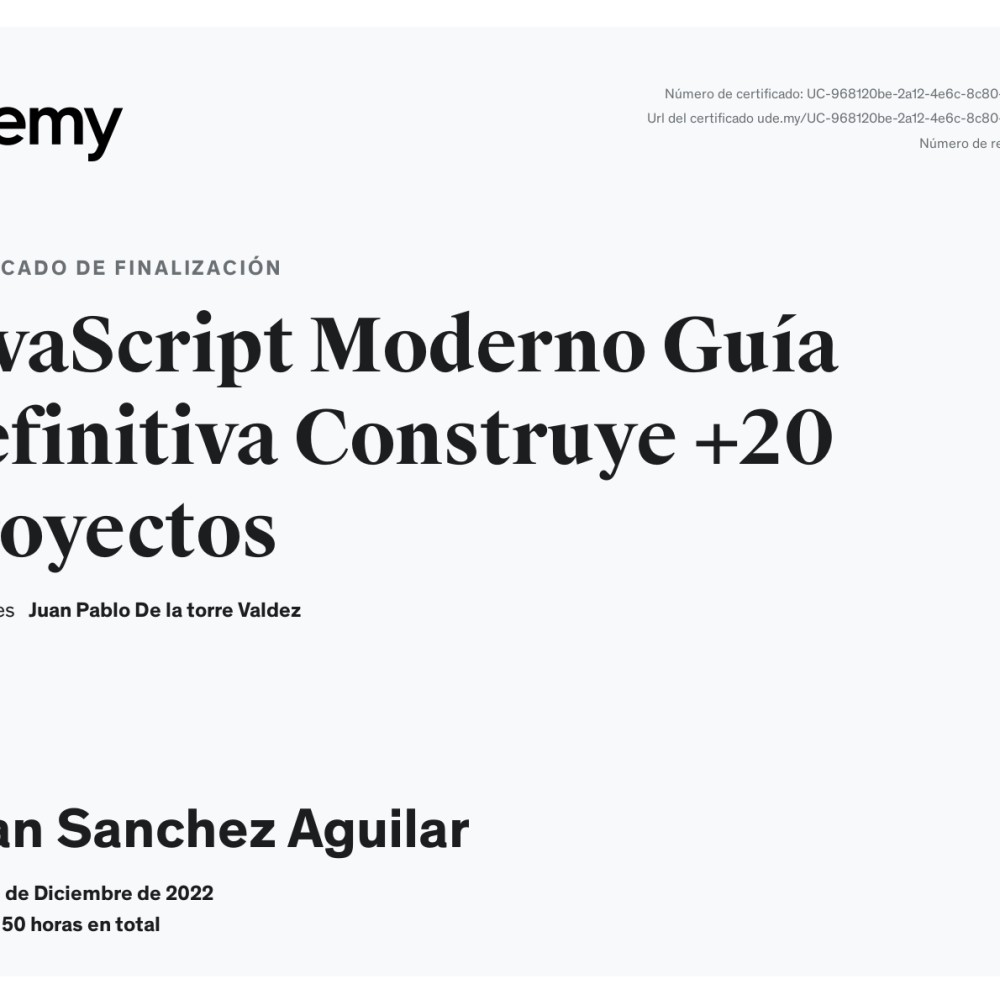 emy
Número de certificado: UC-968120be-2a12-4e6c-8c80-
Url del certificado ude.my/UC-968120be-2a12-4e6c-8c80-
Número de re
CADO DE FINALIZACIÓN
vaScript Moderno Guía
efinitiva Construye +20
royectos
es Juan Pablo De la torre Valdez
an Sanchez Aguilar
de Diciembre de 2022
50 horas en total